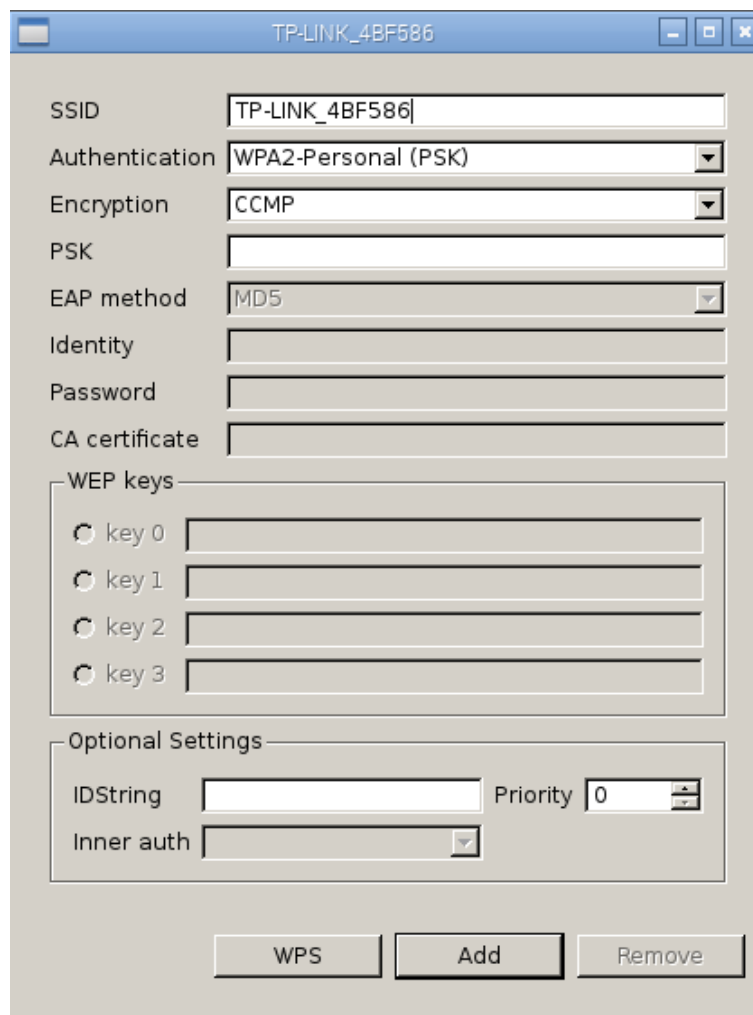 TP-LINK_4BF586
SSID TP-LINK_4BF586
Authentication WPA2-Personal (PSK)
Encryption CCMP
PSK
EAP method MD5
Identity
Password
CA certificate
WEP keys
key 0
key 1
key 2
key 3
Optional Settings
IDString Priority 0
Inner auth
WPS Add Remove